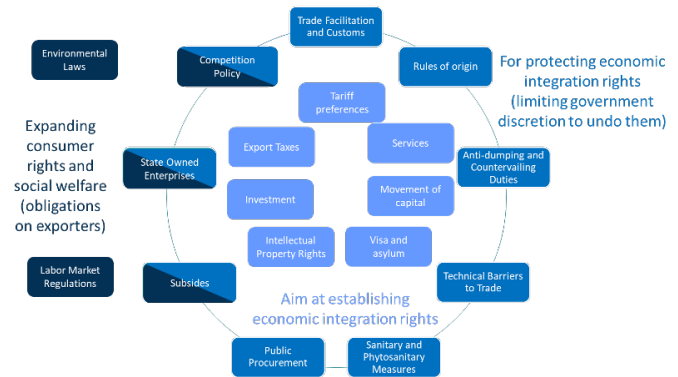 Trade Facilitation
and Customs
Environmental
Laws
Competition
Policy
Rules of origin
For protecting economic
integration rights
(limiting government
discretion to undo them)
Tariff
preferences
Expanding
consumer
rights and
social welfare
(obligations
on exporters)
Export Taxes
Services
State Owned
Enterprises
Anti-dumping and
Countervailing
Duties
Investment
Movement of
capital
Intellectual
Property Rights
Visa and
asylum
Labor Market
Regulations
Subsides
Technical Barriers
to Trade
Aim at establishing
economic integration rights
Public
Procurement
Sanitary and
Phytosanitary
Measures